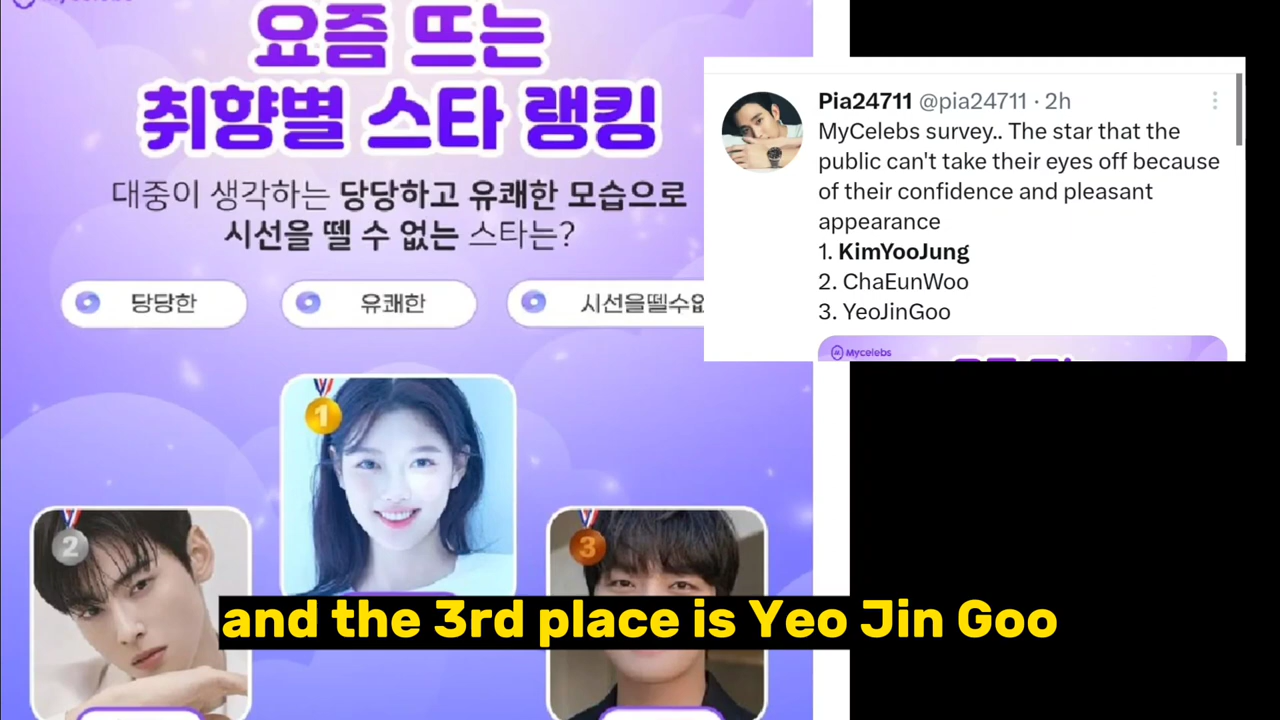 요즘 뜨는
취향별 스타 랭킹
대중이 생각하는 당당하고 유쾌한 모습으로
시선을 뗄 수 없는 스타는?
당당한
유쾌한
시선을뗄수없
1
2
3
Pia24711 @pia24711 · 2h
MyCelebs survey.. The star that the
public can't take their eyes off because
of their confidence and pleasant
appearance
1. KimYooJung
2. ChaEunWoo
3. YeoJinGoo
Mycelebs
and the 3rd place is Yeo Jin Goo